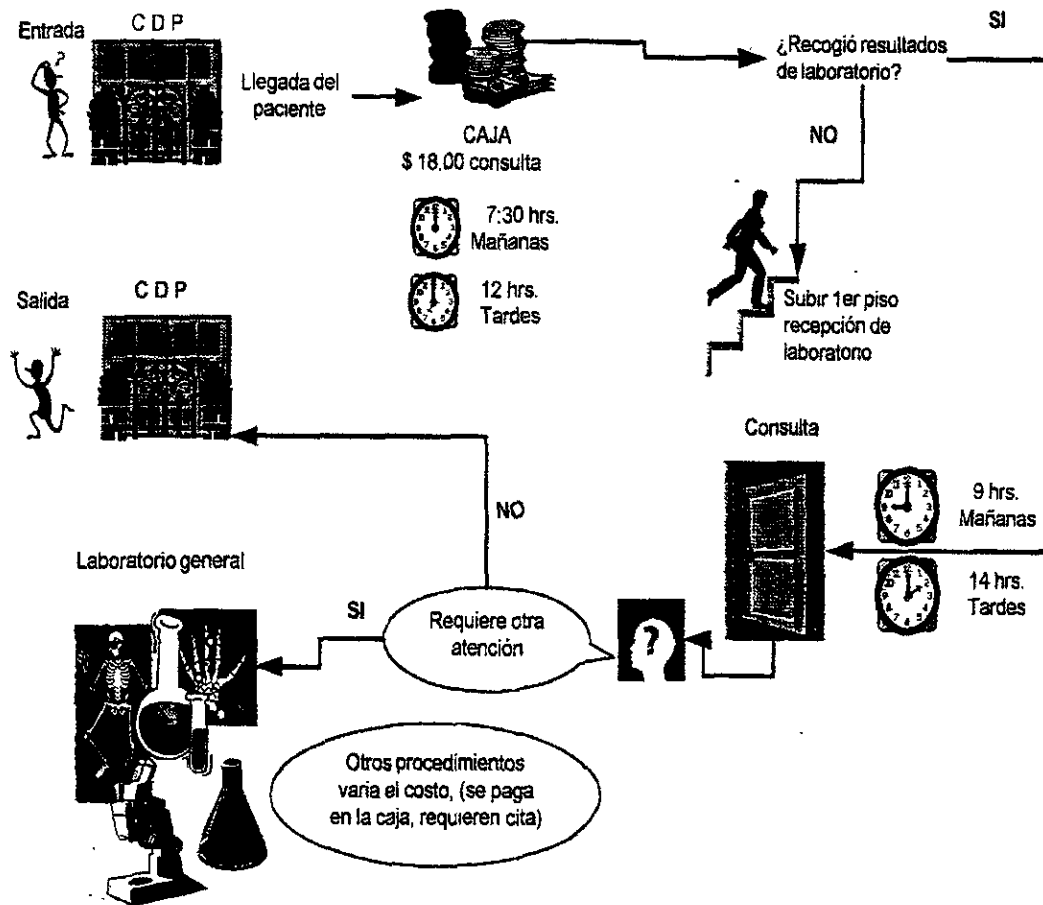 Entrada
C D P
Llegada del
paciente
CAJA
$ 18.00 consulta
7:30 hrs.
Mañanas
12 hrs.
Tardes
¿Recogió resultados
de laboratorio?
SI
NO
Subir 1er piso
recepción de
laboratorio
Salida
C D P
Consulta
9 hrs.
Mañanas
14 hrs.
Tardes
NO
Laboratorio general
SI
Requiere otra
atención
?
Otros procedimientos
varia el costo, (se paga
en la caja, requieren cita)